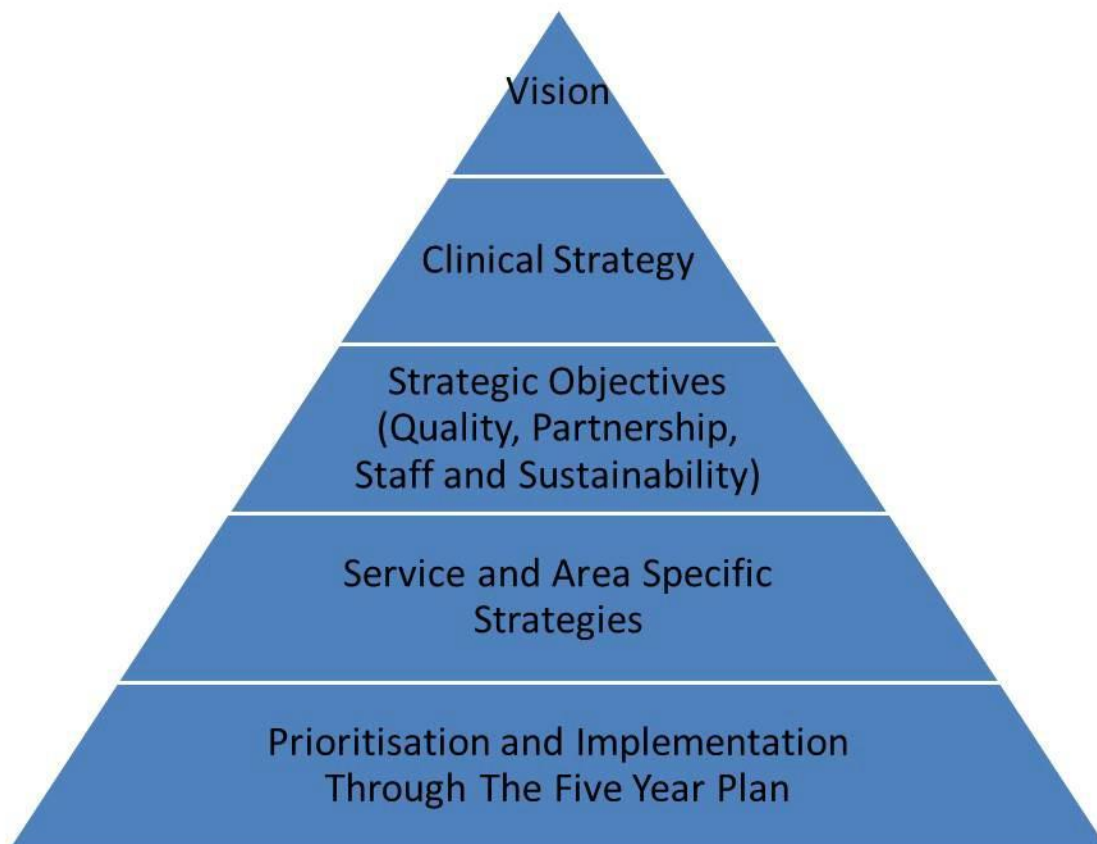 Vision
Clinical Strategy
Strategic Objectives
(Quality, Partnership,
Staff and Sustainability)
Service and Area Specific
Strategies
Prioritisation and Implementation
Through The Five Year Plan